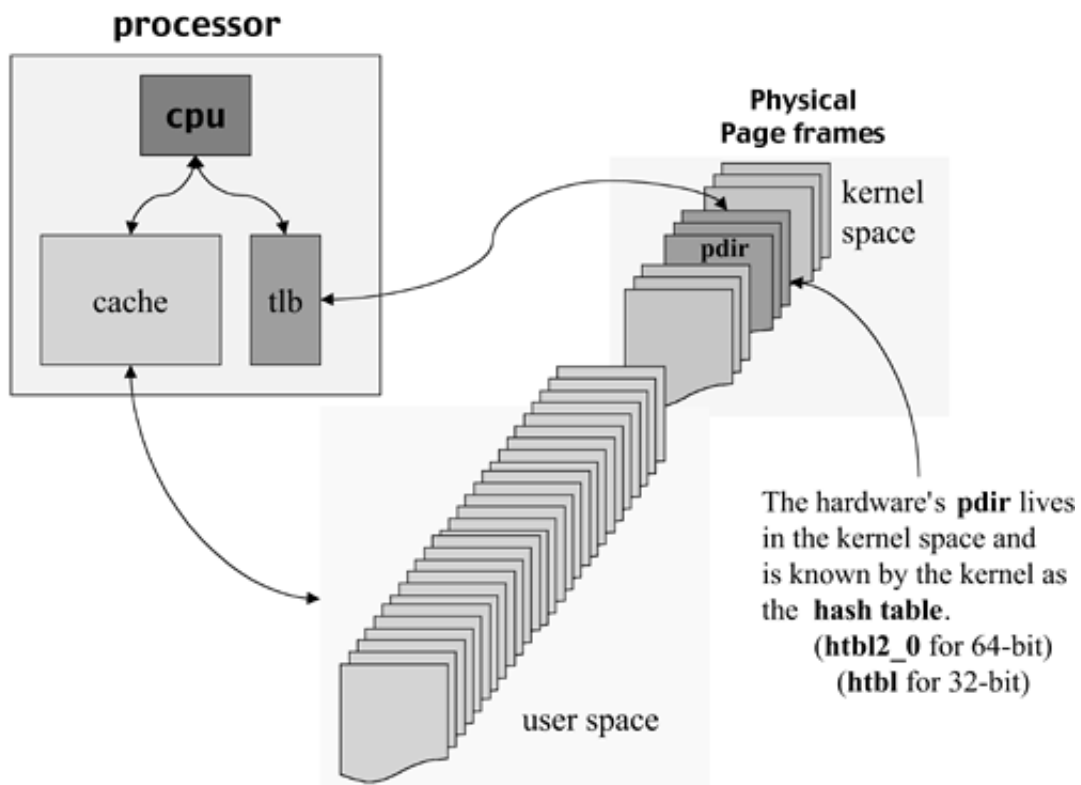 processor
cpu
cache
tlb
Physical
Page frames
kernel
space
pdir
The hardware's pdir lives
in the kernel space and
is known by the kernel as
the hash table.
(htbl2_0 for 64-bit)
(htbl for 32-bit)
user space